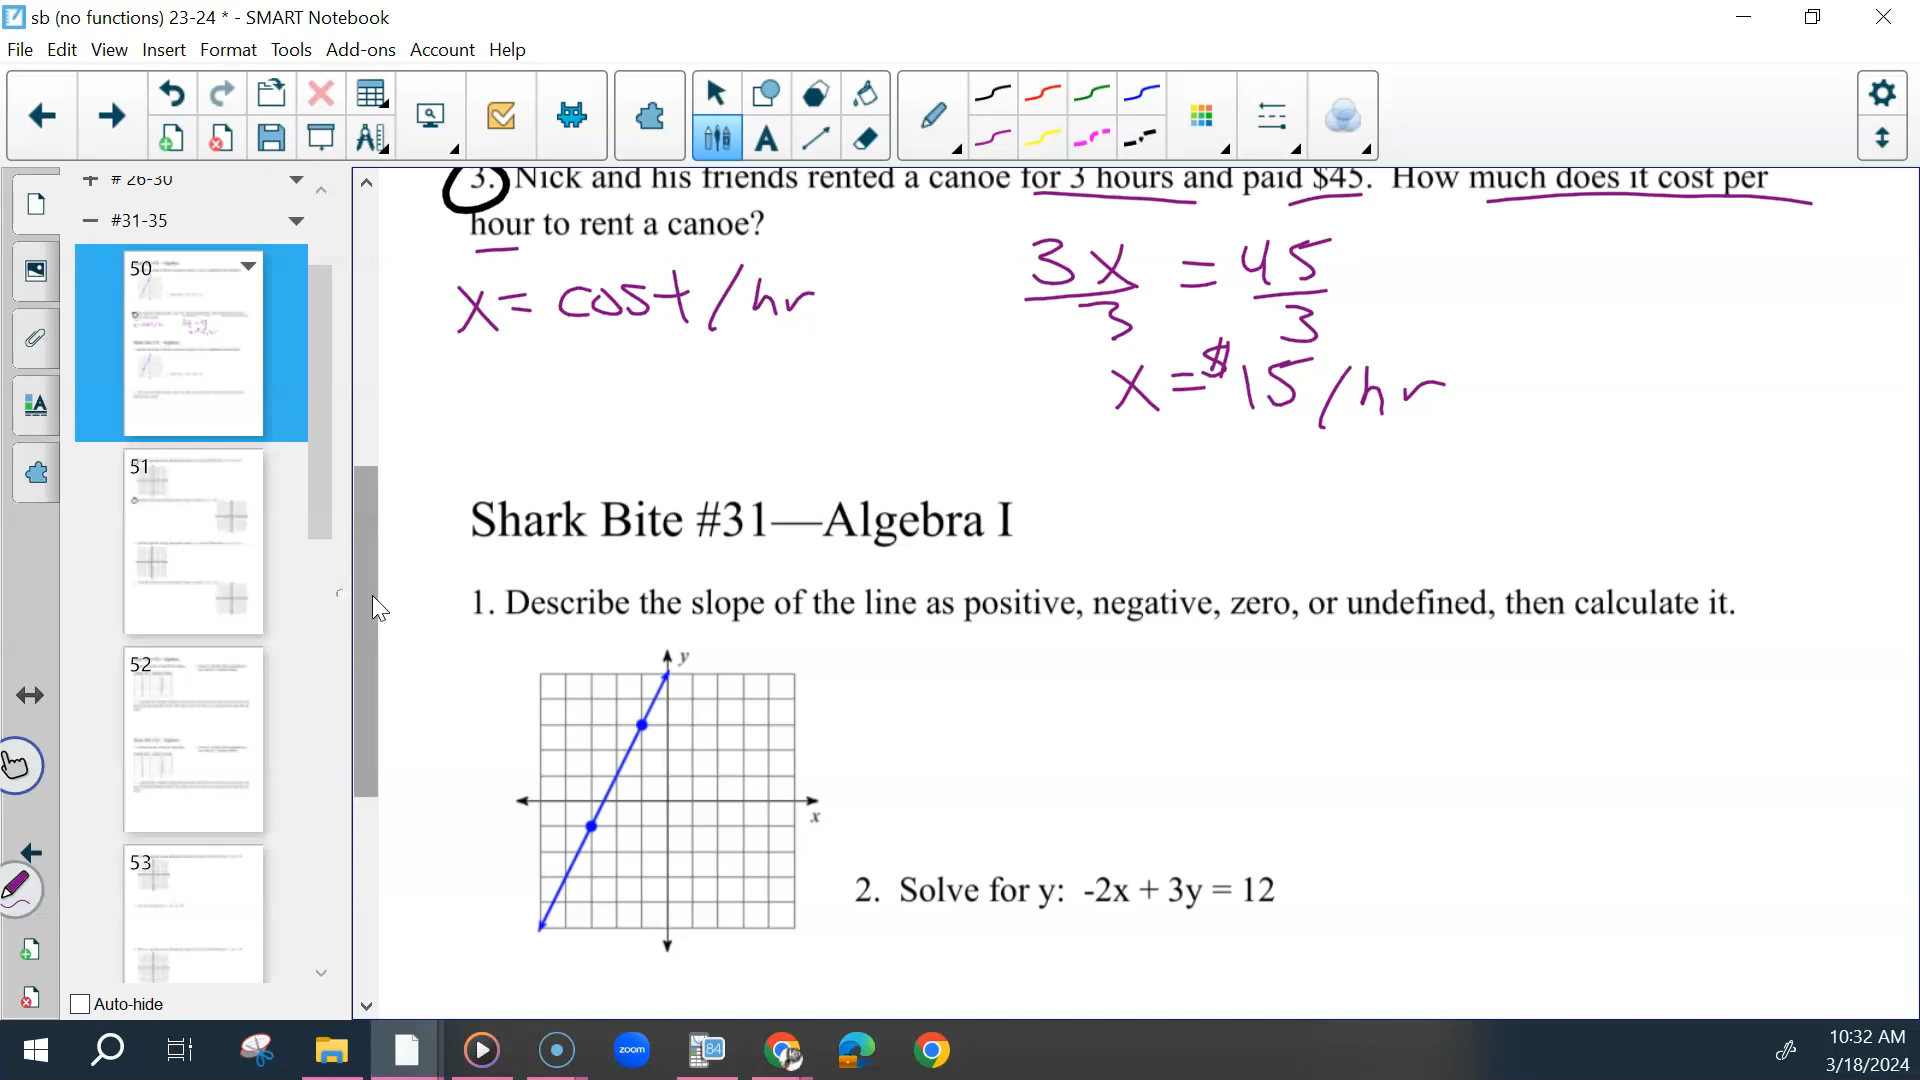 sb (no functions) 23-24 * - SMART Notebook
File Edit View Insert Format Tools Add-ons Account Help
# 26-30
#31-35
50
51
52
53
Auto-hide
3. Nick and his friends rented a canoe for 3 hours and paid $45. How much does it cost per
hour to rent a canoe?
x = cost/hr
3x = 45
3 3
x = $15/hr
Shark Bite #31—Algebra I
1. Describe the slope of the line as positive, negative, zero, or undefined, then calculate it.
y
x
2. Solve for y: -2x + 3y = 12
zoom
84
10:32 AM
3/18/2024